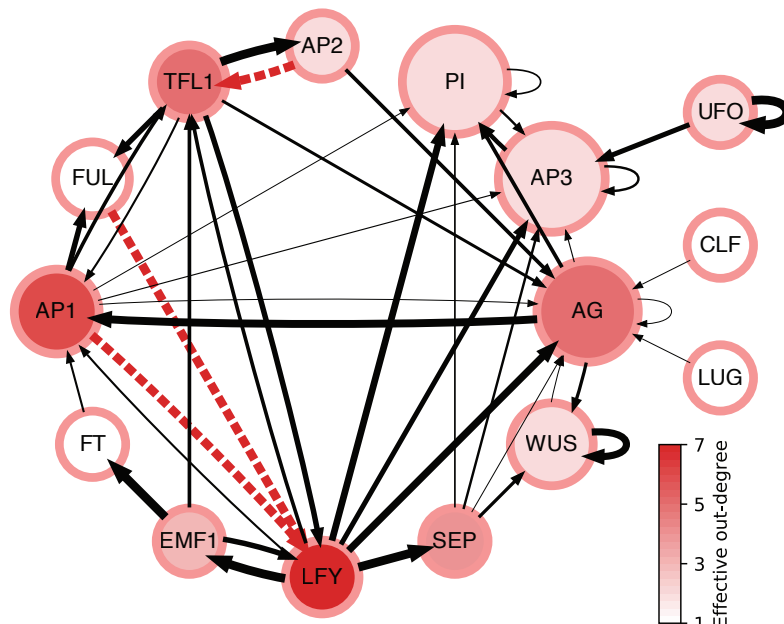 AP2
TFL1
PI
UFO
FUL
AP3
CLF
AP1
AG
LUG
FT
WUS
EMF1
SEP
LFY
7
5
3
1
Effective out-degree